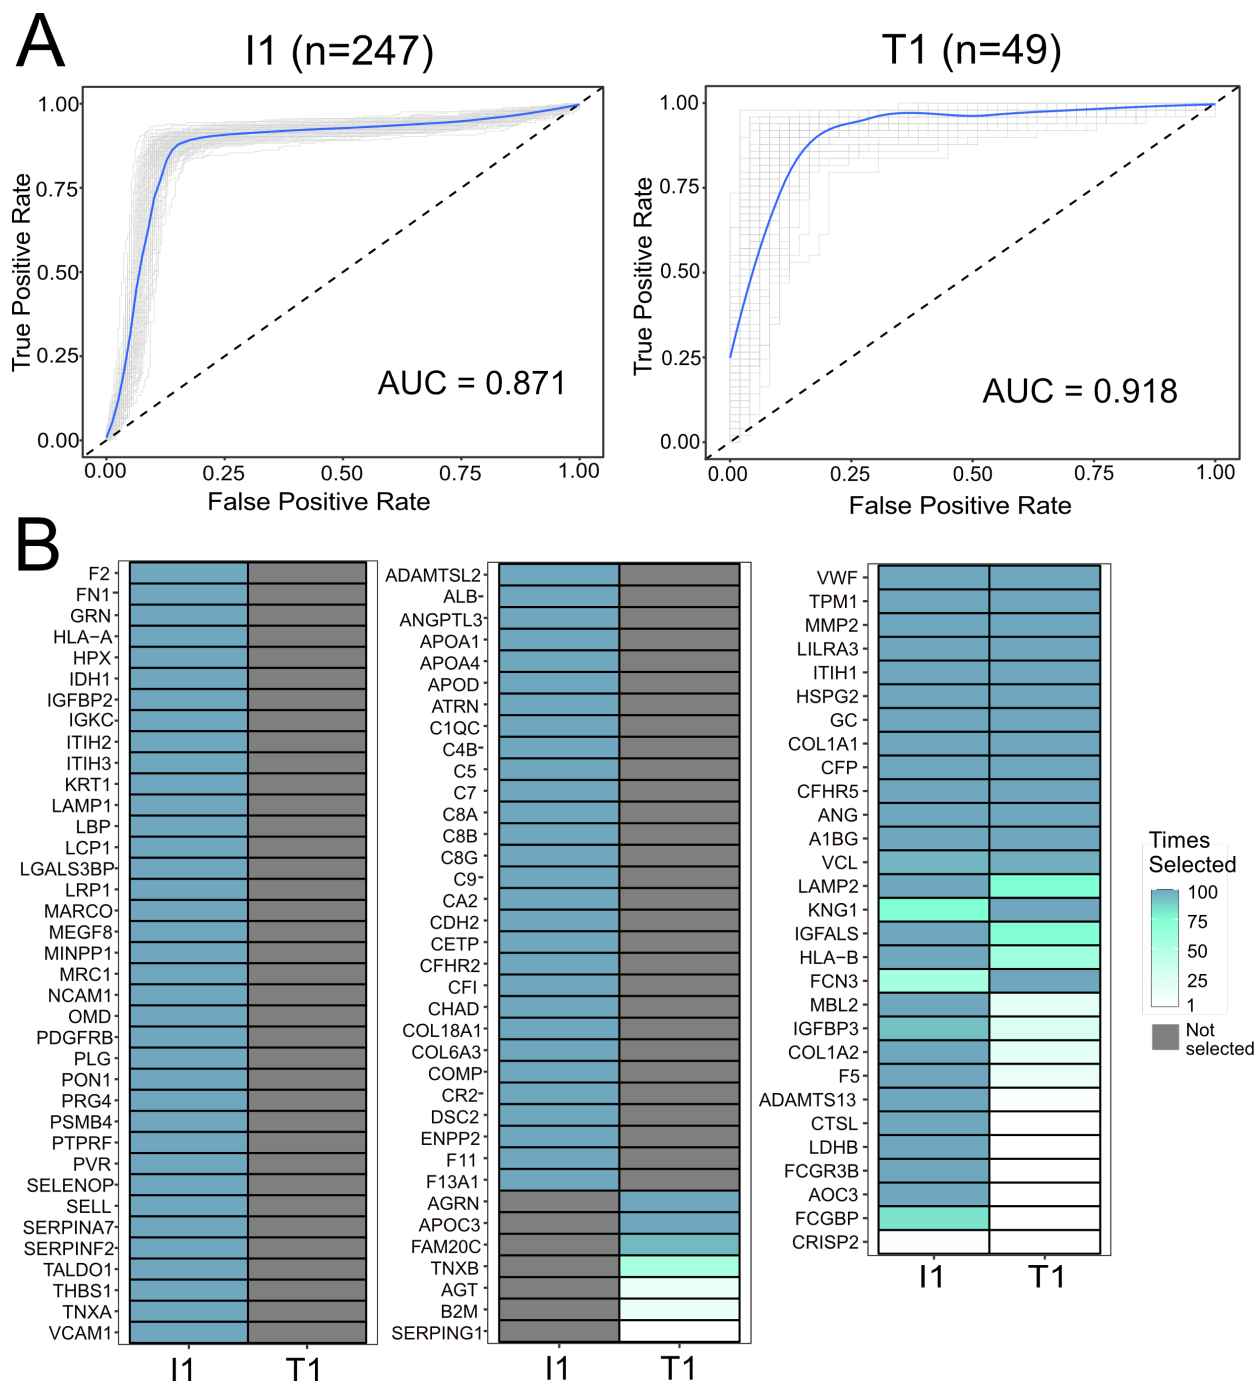 A
I1 (n=247)
T1 (n=49)
1.00
0.75
0.50
0.25
0.00
True Positive Rate
AUC = 0.871
0.00 0.25 0.50 0.75 1.00
False Positive Rate
1.00
0.75
0.50
0.25
0.00
True Positive Rate
AUC = 0.918
0.00 0.25 0.50 0.75 1.00
False Positive Rate
B
F2
FN1
GRN
HLA−A
HPX
IDH1
IGFBP2
IGKC
ITIH2
ITIH3
KRT1
LAMP1
LBP
LCP1
LGALS3BP
LRP1
MARCO
MEGF8
MINPP1
MRC1
NCAM1
OMD
PDGFRB
PLG
PON1
PRG4
PSMB4
PTPRF
PVR
SELENOP
SELL
SERPINA7
SERPINF2
TALDO1
THBS1
TNXA
VCAM1
I1 T1
ADAMTSL2
ALB
ANGPTL3
APOA1
APOA4
APOD
ATRN
C1QC
C4B
C5
C7
C8A
C8B
C8G
C9
CA2
CDH2
CETP
CFHR2
CFI
CHAD
COL18A1
COL6A3
COMP
CR2
DSC2
ENPP2
F11
F13A1
AGRN
APOC3
FAM20C
TNXB
AGT
B2M
SERPING1
I1 T1
VWF
TPM1
MMP2
LILRA3
ITIH1
HSPG2
GC
COL1A1
CFP
CFHR5
ANG
A1BG
VCL
LAMP2
KNG1
IGFALS
HLA−B
FCN3
MBL2
IGFBP3
COL1A2
F5
ADAMTS13
CTSL
LDHB
FCGR3B
AOC3
FCGBP
CRISP2
I1 T1
Times
Selected
100
75
50
25
1
Not
selected